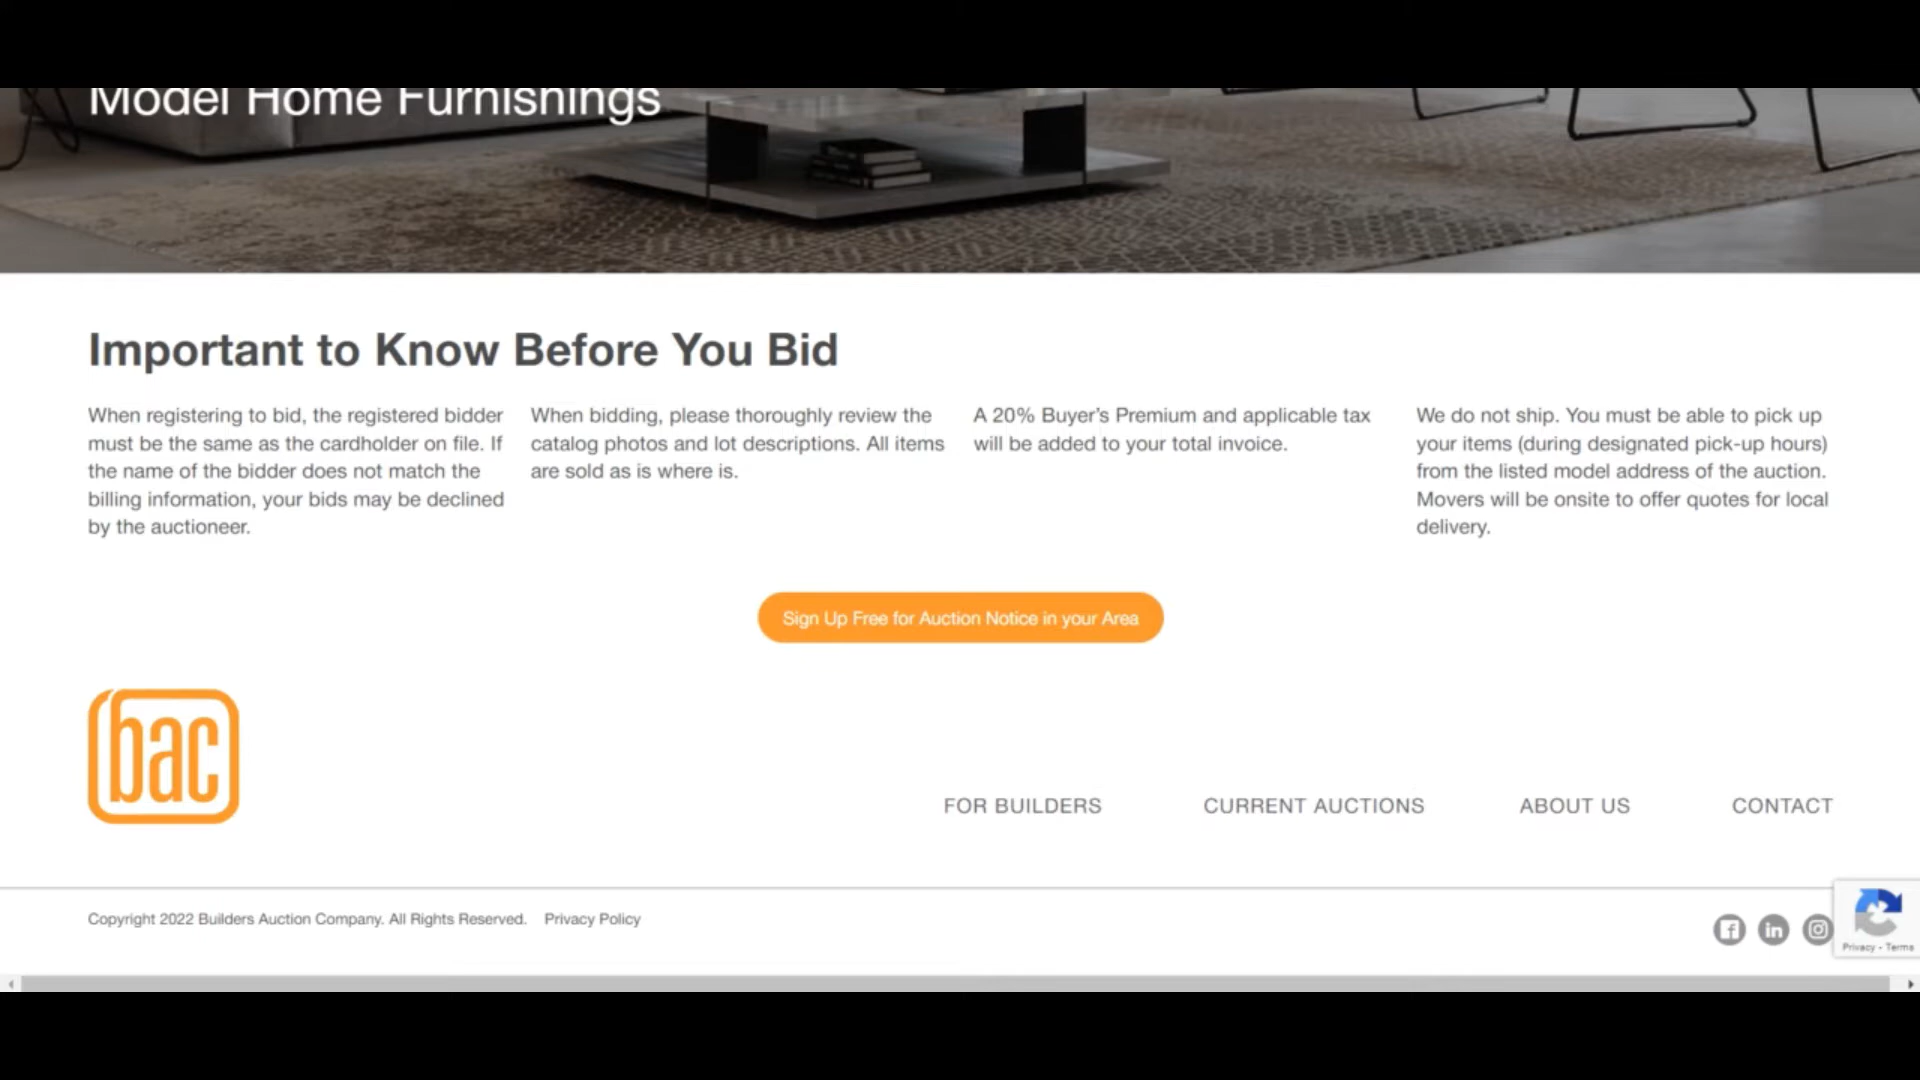 Model Home Furnishings
Important to Know Before You Bid
When registering to bid, the registered bidder
must be the same as the cardholder on file. If
the name of the bidder does not match the
billing information, your bids may be declined
by the auctioneer.
When bidding, please thoroughly review the
catalog photos and lot descriptions. All items
are sold as is where is.
A 20% Buyer's Premium and applicable tax
will be added to your total invoice.
We do not ship. You must be able to pick up
your items (during designated pick-up hours)
from the listed model address of the auction.
Movers will be onsite to offer quotes for local
delivery.
Sign Up Free for Auction Notice in your Area
bac
FOR BUILDERS
CURRENT AUCTIONS
ABOUT US
CONTACT
Copyright 2022 Builders Auction Company. All Rights Reserved. Privacy Policy
Privacy - Terms